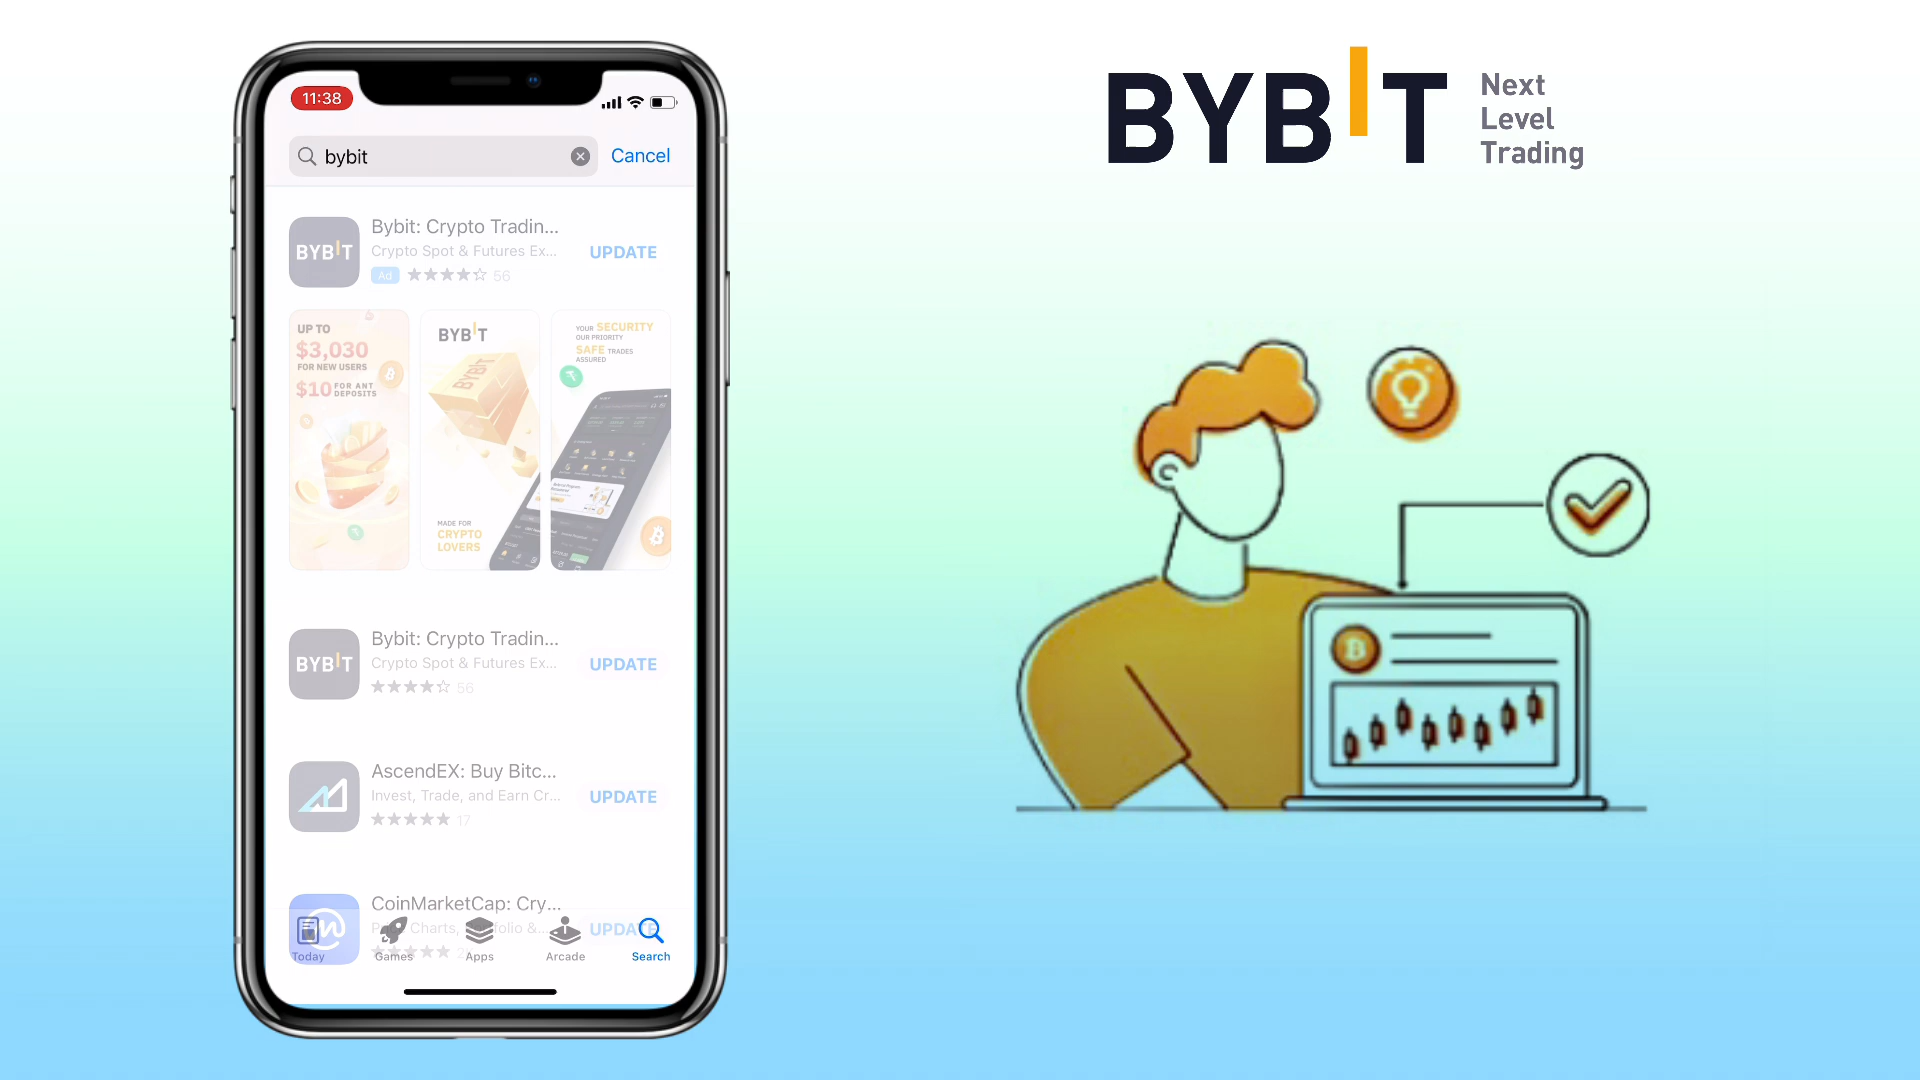 11:38
bybit
Cancel
BYBIT
Bybit: Crypto Tradin...
Crypto Spot & Futures Ex...
Ad
56
UPDATE
UP TO
$3,030
FOR NEW USERS
$10 FOR ANT DEPOSITS
BYBIT
BYBIT
MADE FOR
CRYPTO
LOVERS
YOUR SECURITY
OUR PRIORITY
SAFE TRADES
ASSURED
BYBIT
Bybit: Crypto Tradin...
Crypto Spot & Futures Ex...
56
UPDATE
AscendEX: Buy Bitc...
Invest, Trade, and Earn Cr...
17
UPDATE
CoinMarketCap: Cry...
Charts,
Today
Games
Apps
Arcade
Search
BYBIT
Next
Level
Trading